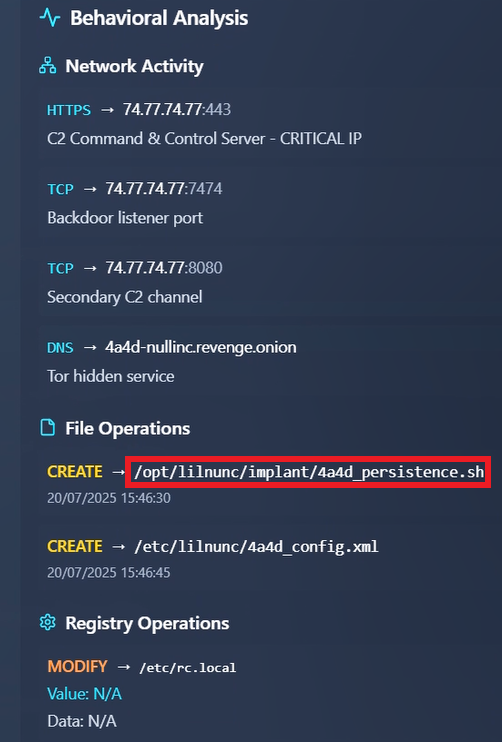 Behavioral Analysis
Network Activity
HTTPS → 74.77.74.77:443
C2 Command & Control Server - CRITICAL IP
TCP → 74.77.74.77:7474
Backdoor listener port
TCP → 74.77.74.77:8080
Secondary C2 channel
DNS → 4a4d-nullinc.revenge.onion
Tor hidden service
File Operations
CREATE → /opt/lilnunc/implant/4a4d_persistence.sh
20/07/2025 15:46:30
CREATE → /etc/lilnunc/4a4d_config.xml
20/07/2025 15:46:45
Registry Operations
MODIFY → /etc/rc.local
Value: N/A
Data: N/A